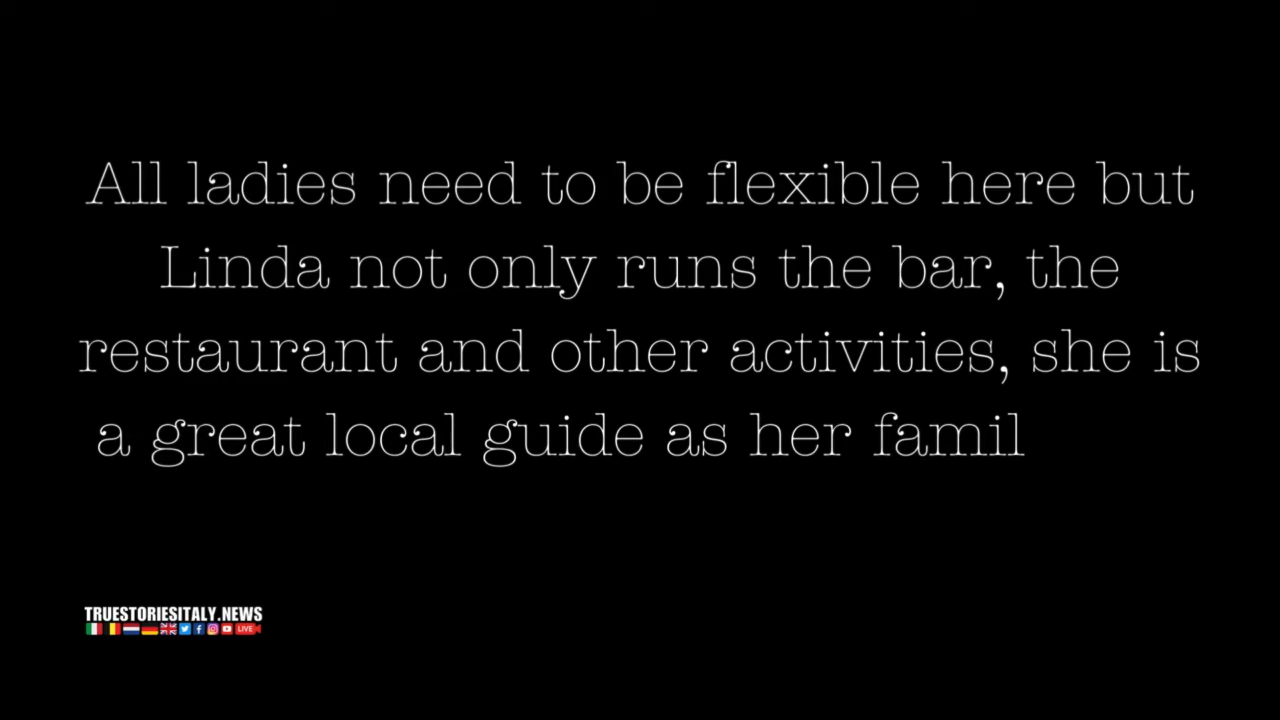 All ladies need to be flexible here but
Linda not only runs the bar, the
restaurant and other activities, she is
a great local guide as her famil
TRUESTORIESITALY.NEWS
LIVE